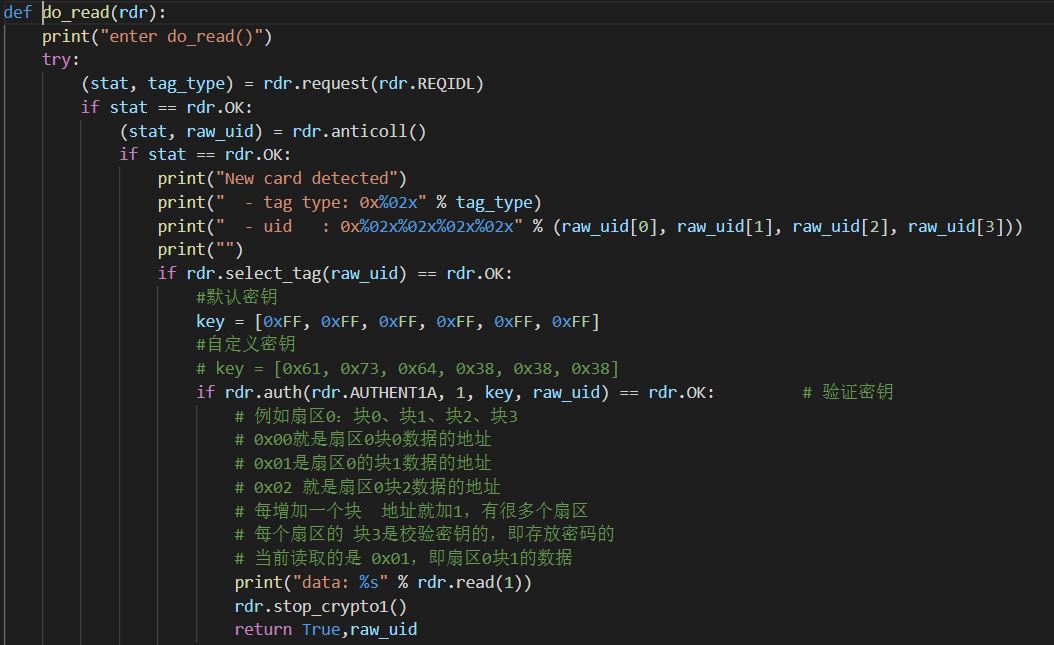 def do_read(rdr):
    print("enter do_read()")
    try:
        (stat, tag_type) = rdr.request(rdr.REQIDL)
        if stat == rdr.OK:
            (stat, raw_uid) = rdr.anticoll()
            if stat == rdr.OK:
                print("New card detected")
                print("  - tag type: 0x%02x" % tag_type)
                print("  - uid   : 0x%02x%02x%02x%02x" % (raw_uid[0], raw_uid[1], raw_uid[2], raw_uid[3]))
                print("")
                if rdr.select_tag(raw_uid) == rdr.OK:
                    #默认密钥
                    key = [0xFF, 0xFF, 0xFF, 0xFF, 0xFF, 0xFF]
                    #自定义密钥
                    # key = [0x61, 0x73, 0x64, 0x38, 0x38, 0x38]
                    if rdr.auth(rdr.AUTHENT1A, 1, key, raw_uid) == rdr.OK:         # 验证密钥
                        # 例如扇区0：块0、块1、块2、块3
                        # 0x00就是扇区0块0数据的地址
                        # 0x01是扇区0的块1数据的地址
                        # 0x02 就是扇区0块2数据的地址
                        # 每增加一个块  地址就加1，有很多个扇区
                        # 每个扇区的 块3是校验密钥的，即存放密码的
                        # 当前读取的是 0x01，即扇区0块1的数据
                        print("data: %s" % rdr.read(1))
                        rdr.stop_crypto1()
                        return True,raw_uid